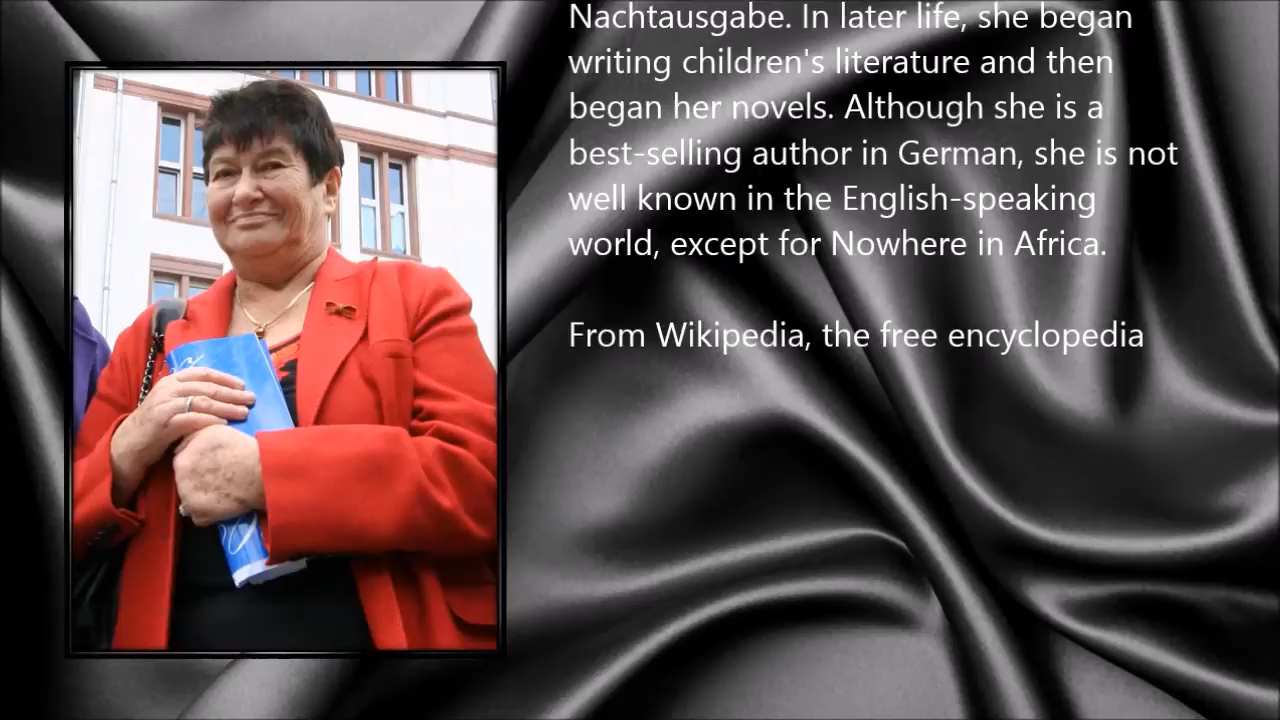 Nachtausgabe. In later life, she began
writing children's literature and then
began her novels. Although she is a
best-selling author in German, she is not
well known in the English-speaking
world, except for Nowhere in Africa.
From Wikipedia, the free encyclopedia